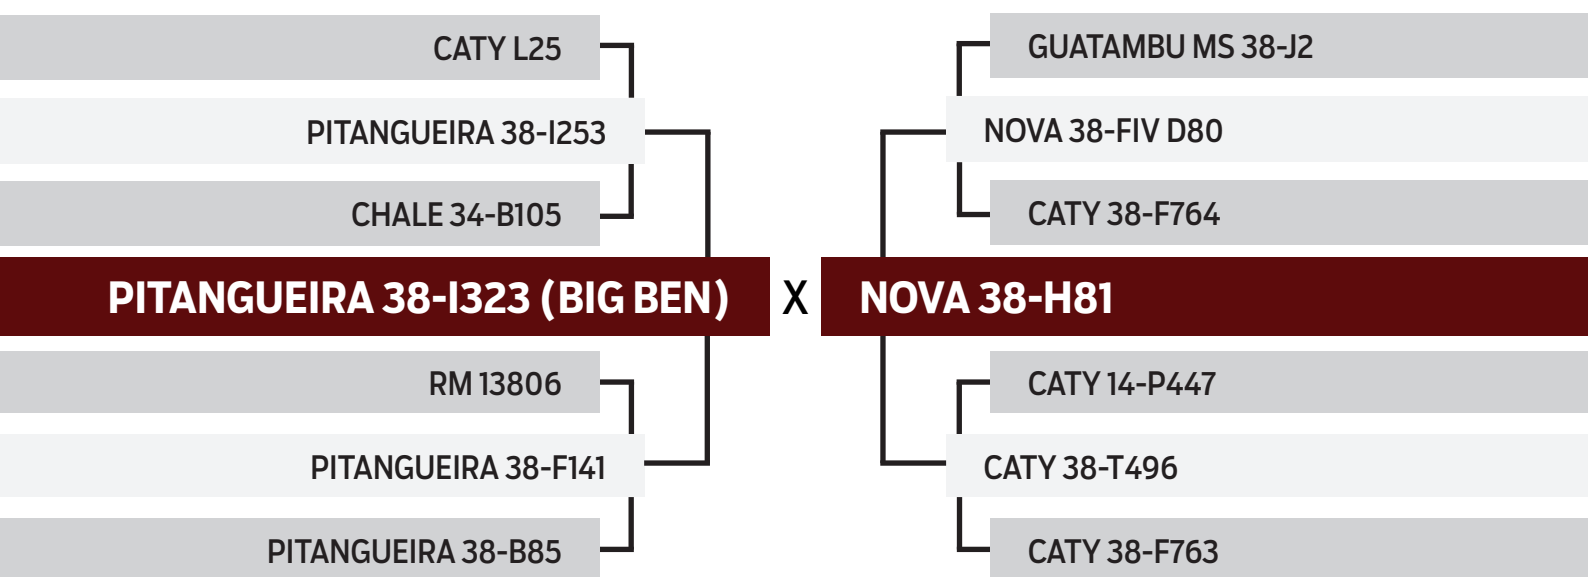 CATY L25
PITANGUEIRA 38-I253
CHALE 34-B105
PITANGUEIRA 38-I323 (BIG BEN)
RM 13806
PITANGUEIRA 38-F141
PITANGUEIRA 38-B85
X
GUATAMBU MS 38-J2
NOVA 38-FIV D80
CATY 38-F764
NOVA 38-H81
CATY 14-P447
CATY 38-T496
CATY 38-F763